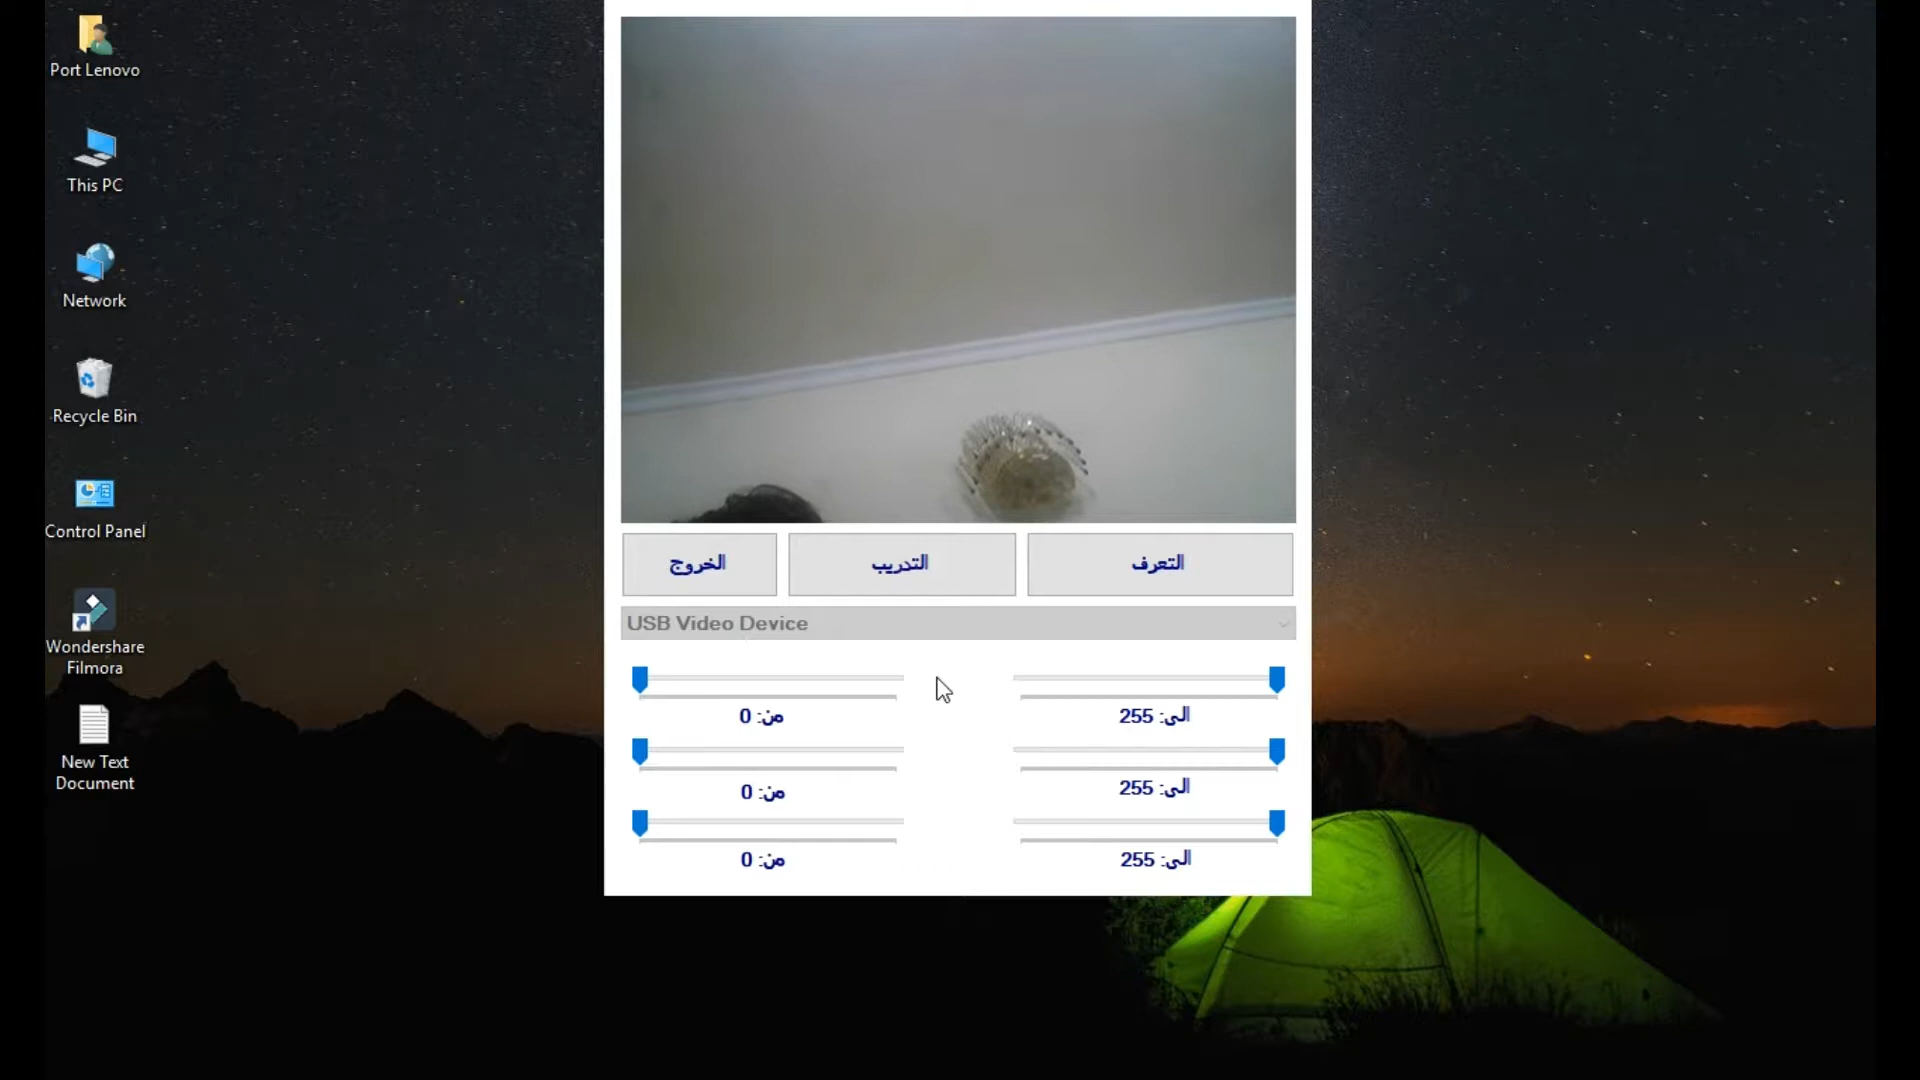 Port Lenovo
This PC
Network
Recycle Bin
Control Panel
Wondershare
Filmora
New Text
Document
التعرف
التدريب
الخروج
USB Video Device
من: 0
الى: 255
من: 0
الى: 255
من: 0
الى: 255